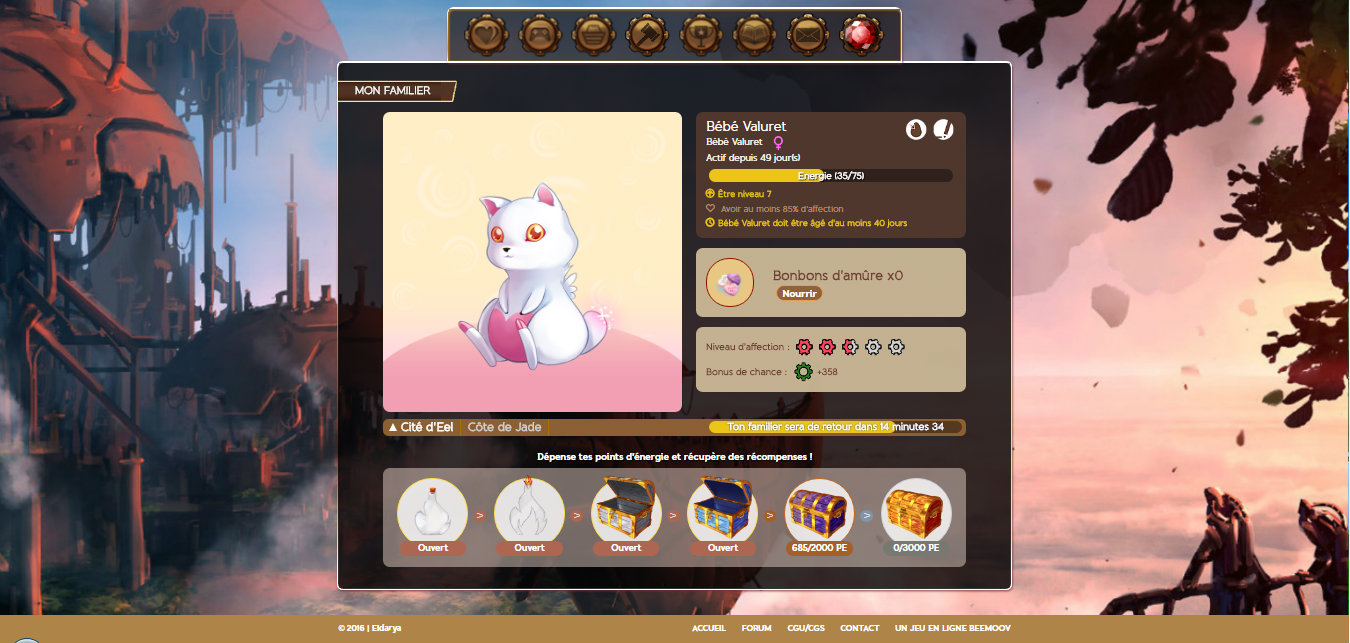 MON FAMILIER
Bébé Valuret
Bébé Valuret
Actif depuis 49 jour(s)
Energie (35/75)
Être niveau 7
Avoir au moins 85% d'affection
Bébé Valuret doit être âgé d'au moins 40 jours
Bonbons d'amûre x0
Nourrir
Niveau d'affection :
Bonus de chance : +358
▲ Cité d'Eel Côte de Jade
Ton familier sera de retour dans 14 minutes 34
Dépense tes points d'énergie et récupère des récompenses !
> > > > >
Ouvert Ouvert Ouvert Ouvert 685/2000 PE 0/3000 PE
© 2016 | Eldarya ACCUEIL FORUM CGU/CGS CONTACT UN JEU EN LIGNE BEEMOOV